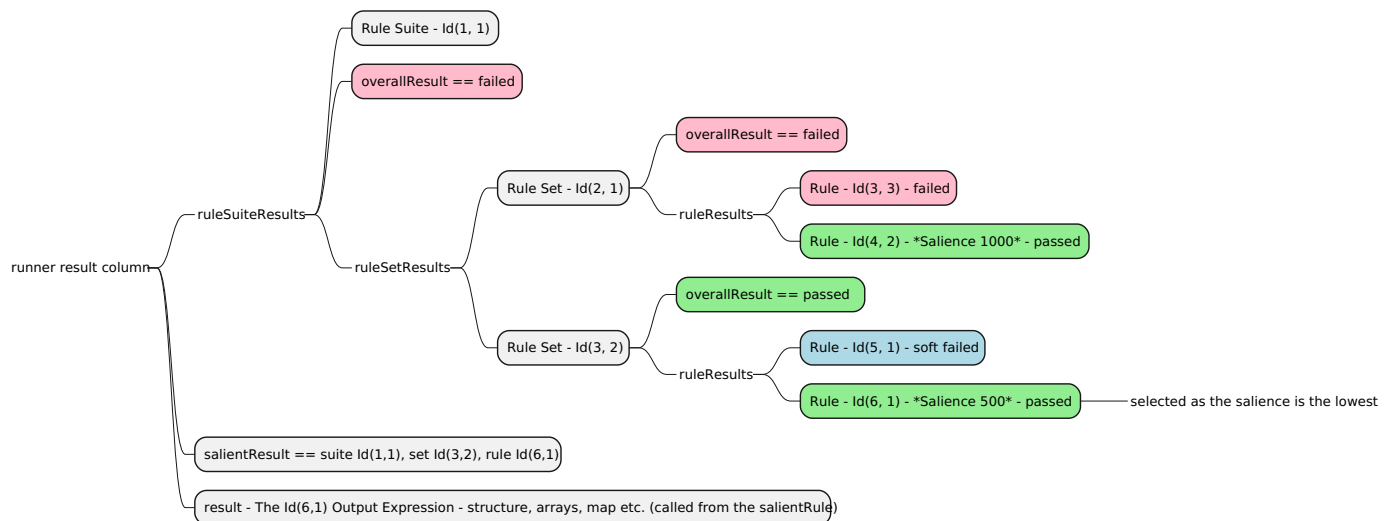 Rule Suite - Id(1, 1)
overallResult == failed
overallResult == failed
Rule Set - Id(2, 1)
Rule - Id(3, 3) - failed
ruleSuiteResults
ruleResults
Rule - Id(4, 2) - *Salience 1000* - passed
runner result column
ruleSetResults
overallResult == passed
Rule Set - Id(3, 2)
Rule - Id(5, 1) - soft failed
ruleResults
Rule - Id(6, 1) - *Salience 500* - passed
selected as the salience is the lowest
salientResult == suite Id(1,1), set Id(3,2), rule Id(6,1)
result - The Id(6,1) Output Expression - structure, arrays, map etc. (called from the salientRule)